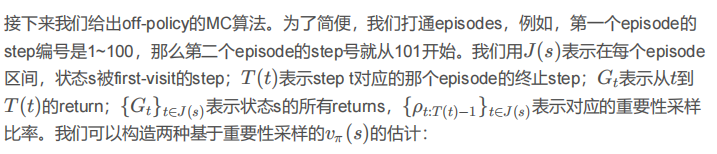 接下来我们给出off-policy的MC算法。为了简便，我们打通episodes，例如，第一个episode的
step编号是1~100，那么第二个episode的step号就从101开始。我们用J(s)表示在每个episode
区间，状态s被first-visit的step；T(t)表示step t对应的那个episode的终止step；G_t表示从t到
T(t)的return；{G_t}_{t∈J(s)}表示状态s的所有returns，{ρ_{t:T(t)−1}}_{t∈J(s)}表示对应的重要性采样
比率。我们可以构造两种基于重要性采样的v_π(s)的估计：